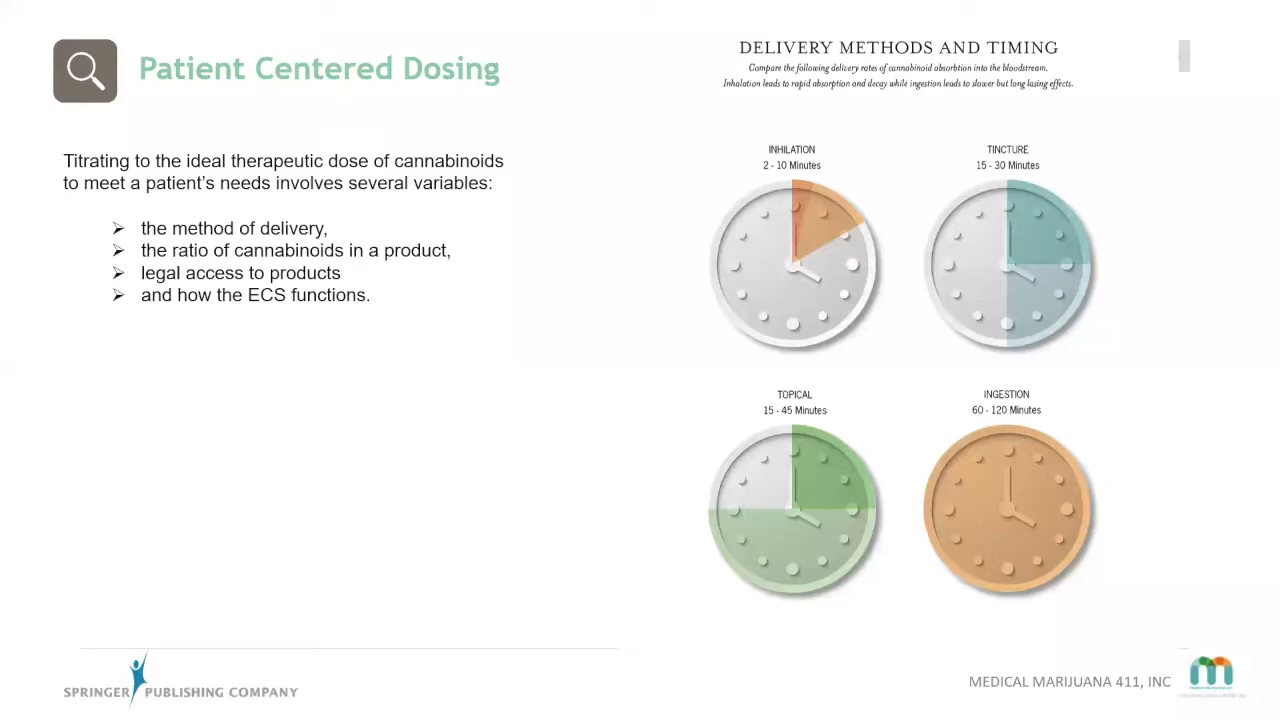 Patient Centered Dosing
Titrating to the ideal therapeutic dose of cannabinoids
to meet a patient's needs involves several variables:
➢ the method of delivery,
➢ the ratio of cannabinoids in a product,
➢ legal access to products
➢ and how the ECS functions.
DELIVERY METHODS AND TIMING
Compare the following delivery rates of cannabinoid absorbtion into the bloodstream.
Inhalation leads to rapid absorption and decay while ingestion leads to slower but long lasting effects.
INHILATION
2 - 10 Minutes
TINCTURE
15 - 30 Minutes
TOPICAL
15 - 45 Minutes
INGESTION
60 - 120 Minutes
SPRINGER PUBLISHING COMPANY
MEDICAL MARIJUANA 411, INC